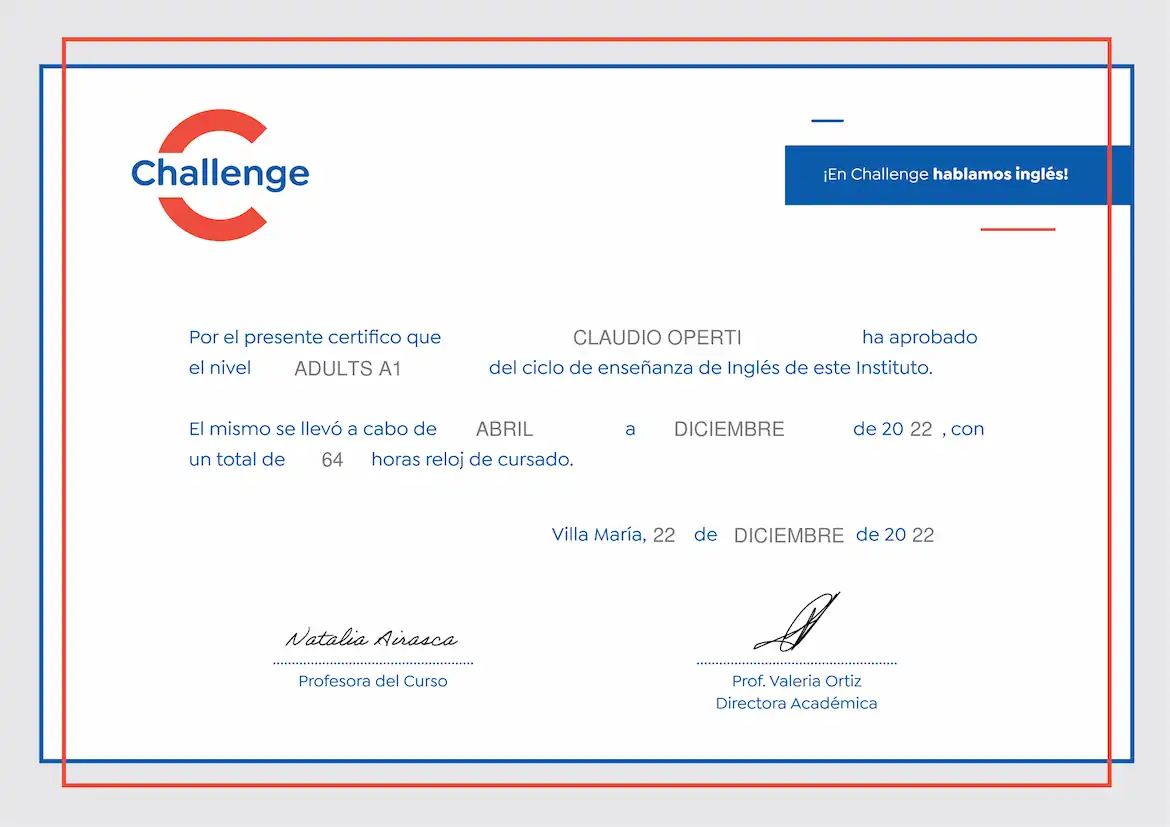 Challenge
¡En Challenge hablamos inglés!
Por el presente certifico que CLAUDIO OPERTI ha aprobado
el nivel ADULTS A1 del ciclo de enseñanza de Inglés de este Instituto.
El mismo se llevó a cabo de ABRIL a DICIEMBRE de 20 22 , con
un total de 64 horas reloj de cursado.
Villa María, 22 de DICIEMBRE de 20 22
Natalia Airasca
Profesora del Curso
Prof. Valeria Ortiz
Directora Académica